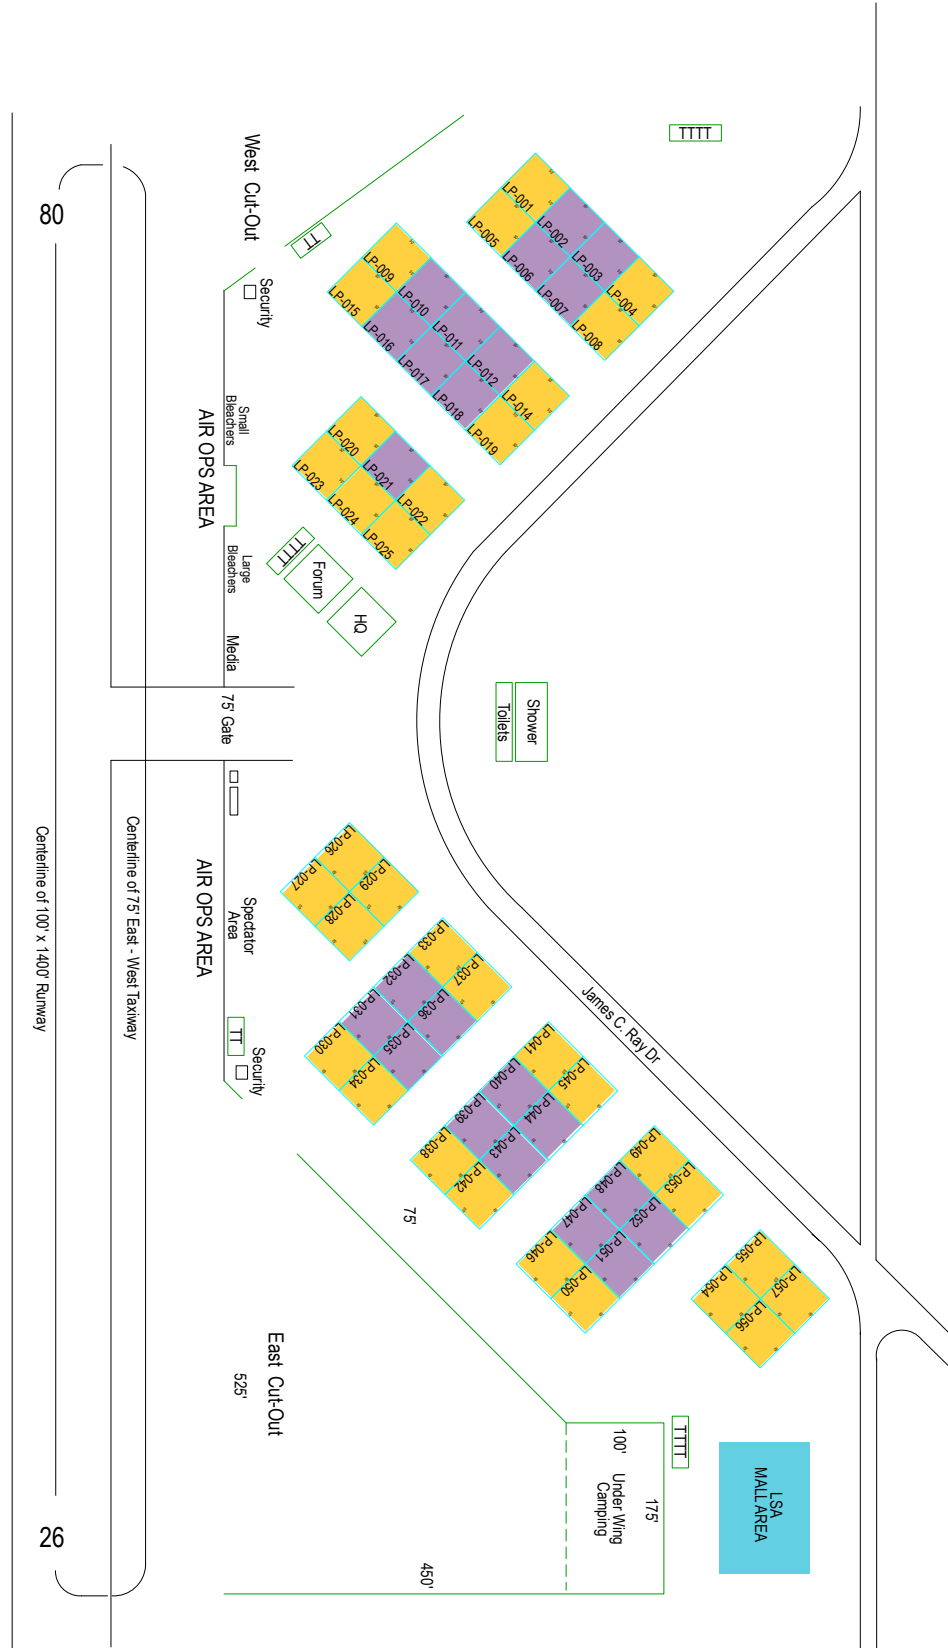 TTTT
West Cut-Out
80
TT
Security
LP-001
LP-002
LP-003
LP-004
LP-005
LP-006
LP-007
LP-008
LP-009
LP-010
LP-011
LP-012
LP-014
LP-015
LP-016
LP-017
LP-018
LP-019
LP-020
LP-021
LP-022
LP-023
LP-024
LP-025
Small
Bleachers
AIR OPS AREA
Large
Bleachers
TTTT
Forum
HQ
Media
75' Gate
Shower
Toilets
Centerline of 100' x 1400' Runway
Centerline of 75' East - West Taxiway
AIR OPS AREA
Spectator
Area
TT
Security
James C. Ray Dr
LP-026
LP-027
LP-028
LP-029
LP-030
LP-031
LP-032
LP-033
LP-034
LP-035
LP-036
LP-037
LP-038
LP-039
LP-040
LP-041
LP-042
LP-043
LP-044
LP-045
LP-046
LP-047
LP-048
LP-049
LP-050
LP-051
LP-052
LP-053
LP-054
LP-055
LP-056
LP-057
75'
East Cut-Out
525'
450'
100'
Under Wing
Camping
175'
TTTT
LSA
MALL AREA
26